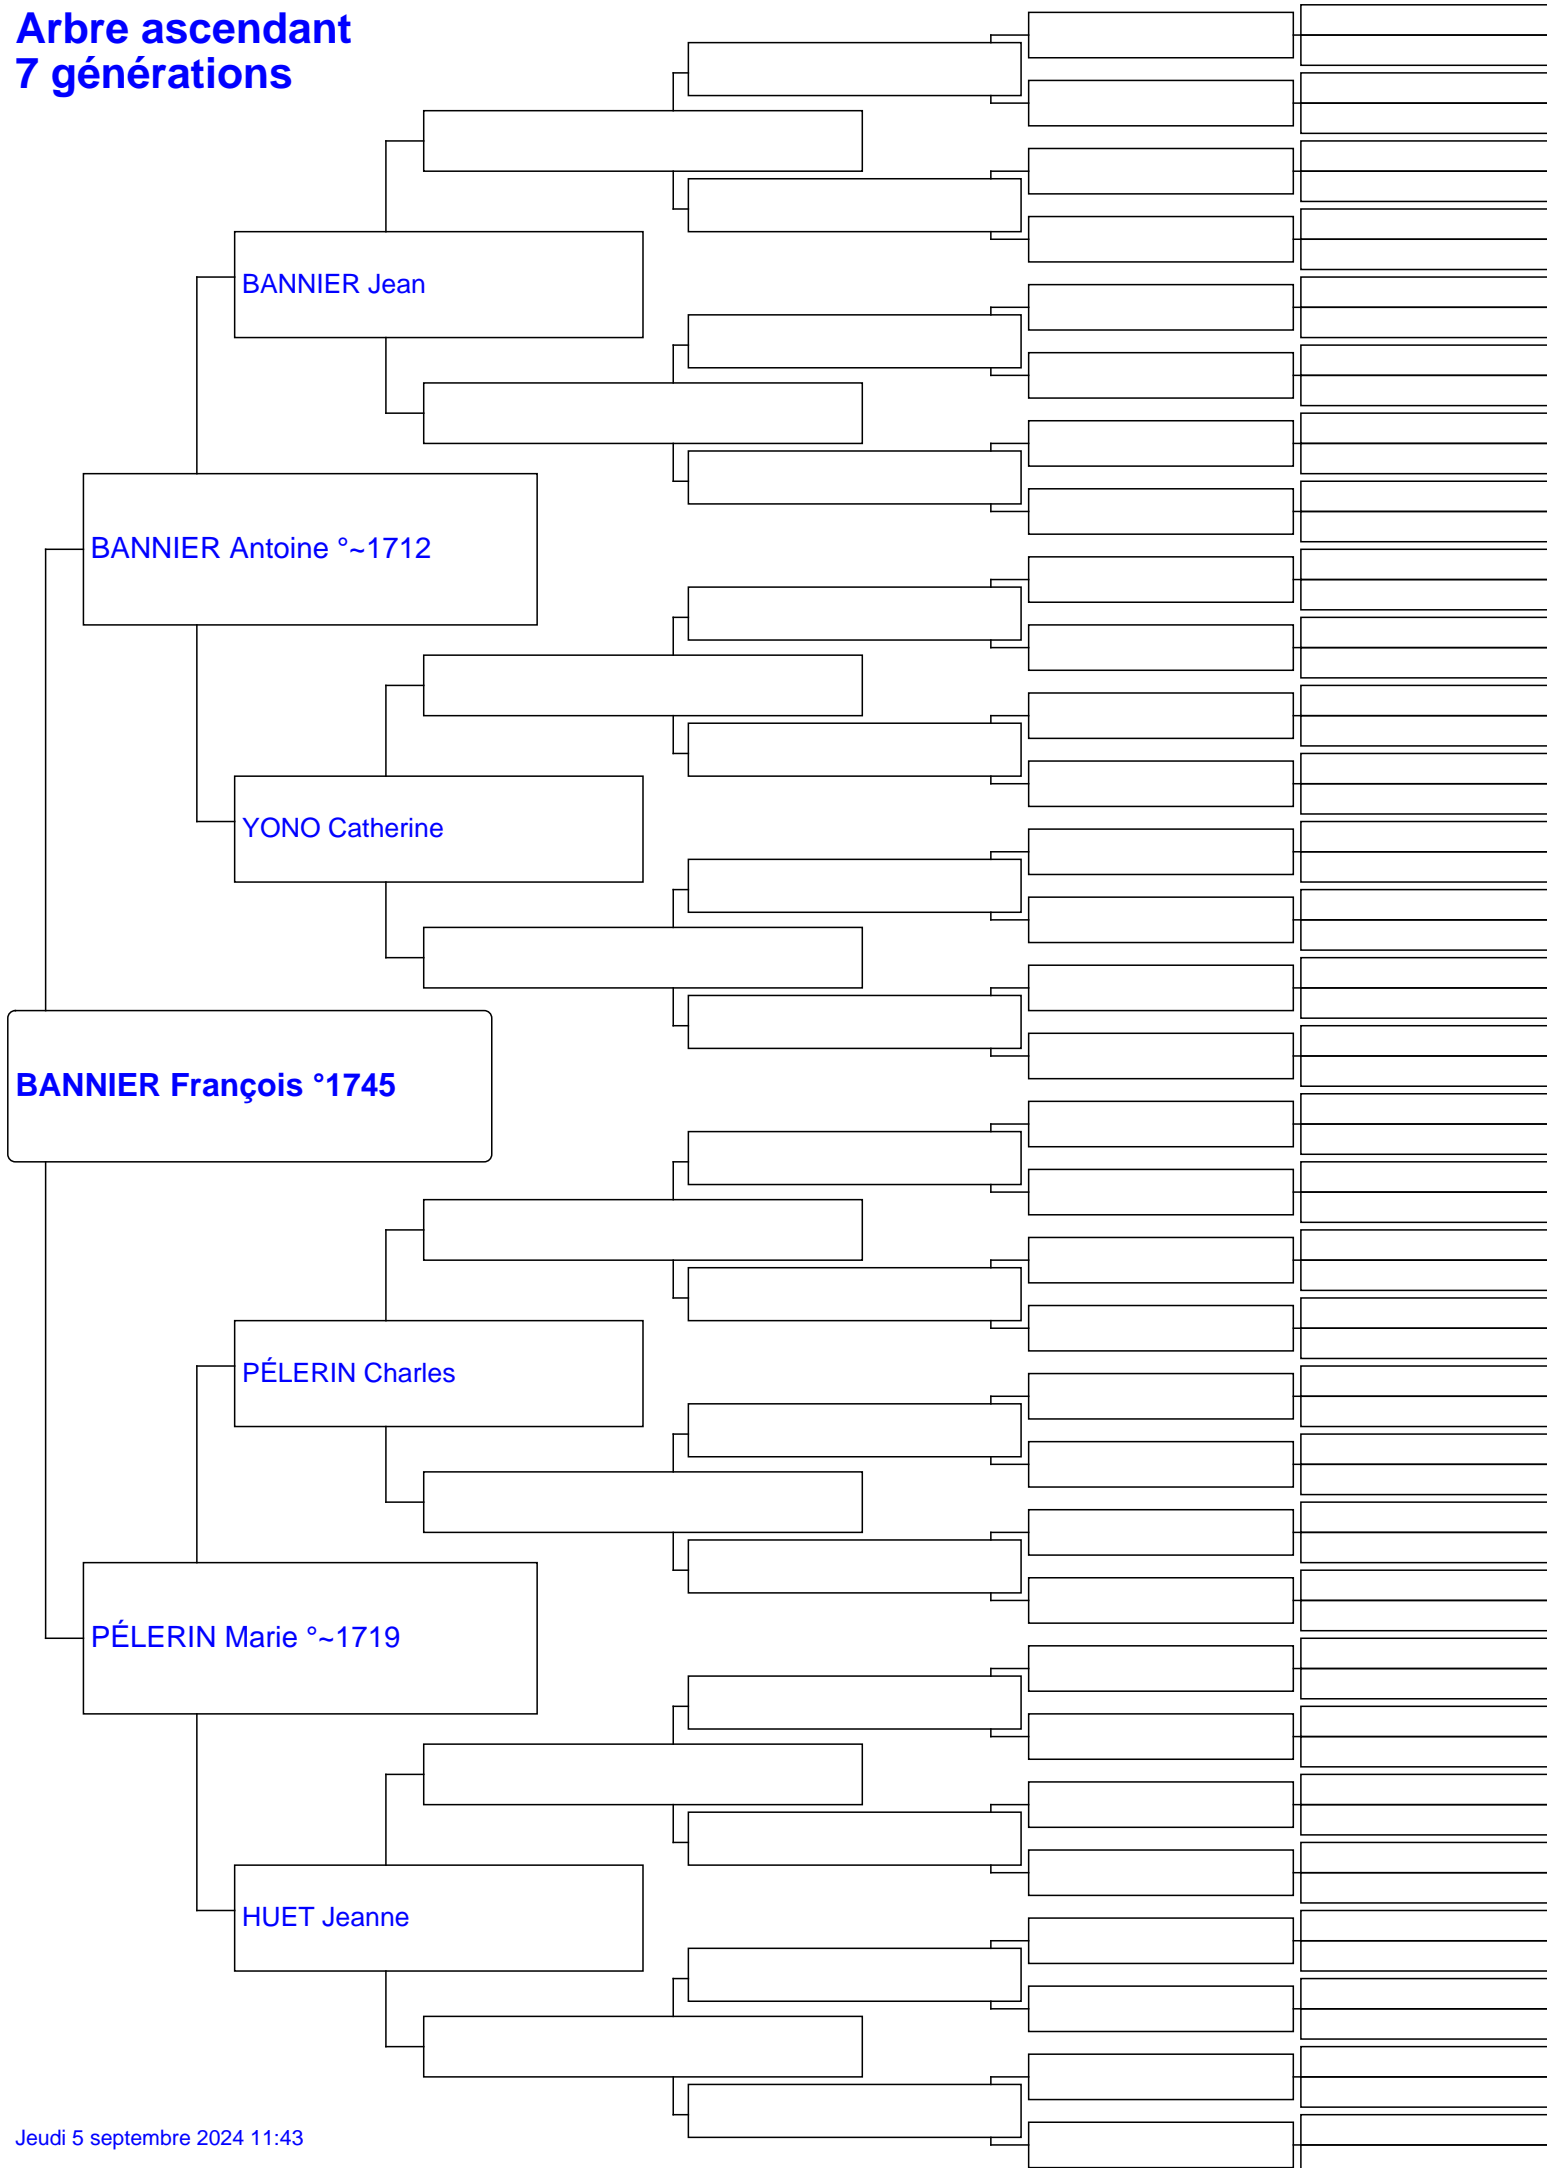 Arbre ascendant
7 générations
BANNIER Jean
BANNIER Antoine °~1712
YONO Catherine
BANNIER François °1745
PÉLERIN Charles
PÉLERIN Marie °~1719
HUET Jeanne
Jeudi 5 septembre 2024 11:43